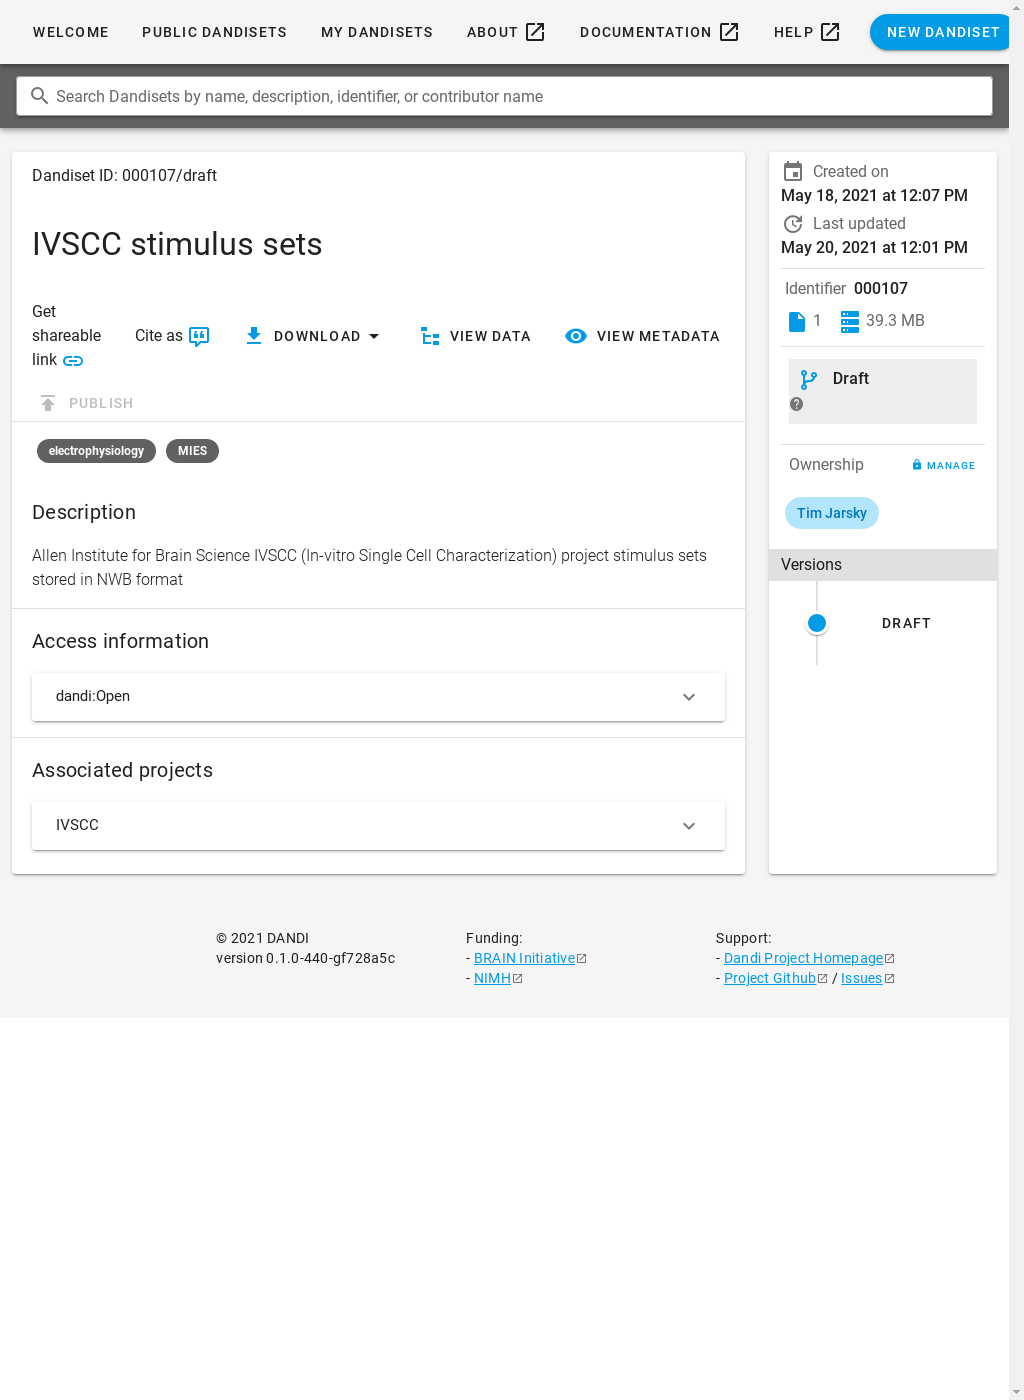 WELCOME PUBLIC DANDISETS MY DANDISETS ABOUT DOCUMENTATION HELP NEW DANDISET
Search Dandisets by name, description, identifier, or contributor name
Dandiset ID: 000107/draft
IVSCC stimulus sets
Get shareable link
Cite as
DOWNLOAD
VIEW DATA
VIEW METADATA
PUBLISH
electrophysiology MIES
Description
Allen Institute for Brain Science IVSCC (In-vitro Single Cell Characterization) project stimulus sets
stored in NWB format
Access information
dandi:Open
Associated projects
IVSCC
Created on
May 18, 2021 at 12:07 PM
Last updated
May 20, 2021 at 12:01 PM
Identifier 000107
1 39.3 MB
Draft
Ownership MANAGE
Tim Jarsky
Versions
DRAFT
© 2021 DANDI
version 0.1.0-440-gf728a5c
Funding:
- BRAIN Initiative
- NIMH
Support:
- Dandi Project Homepage
- Project Github / Issues